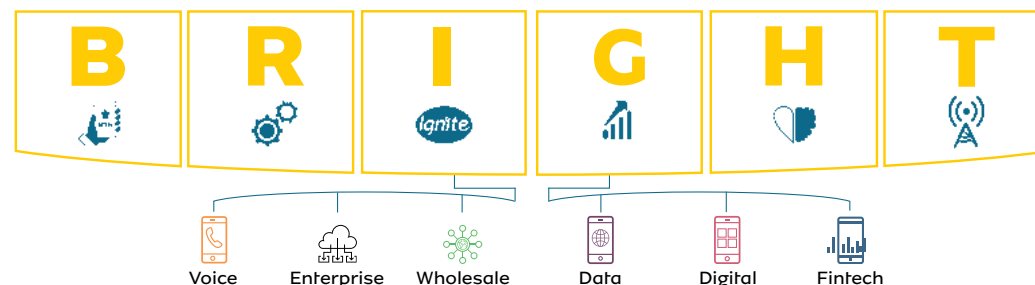 B R I G H T
Ignite
Voice Enterprise Wholesale Data Digital Fintech